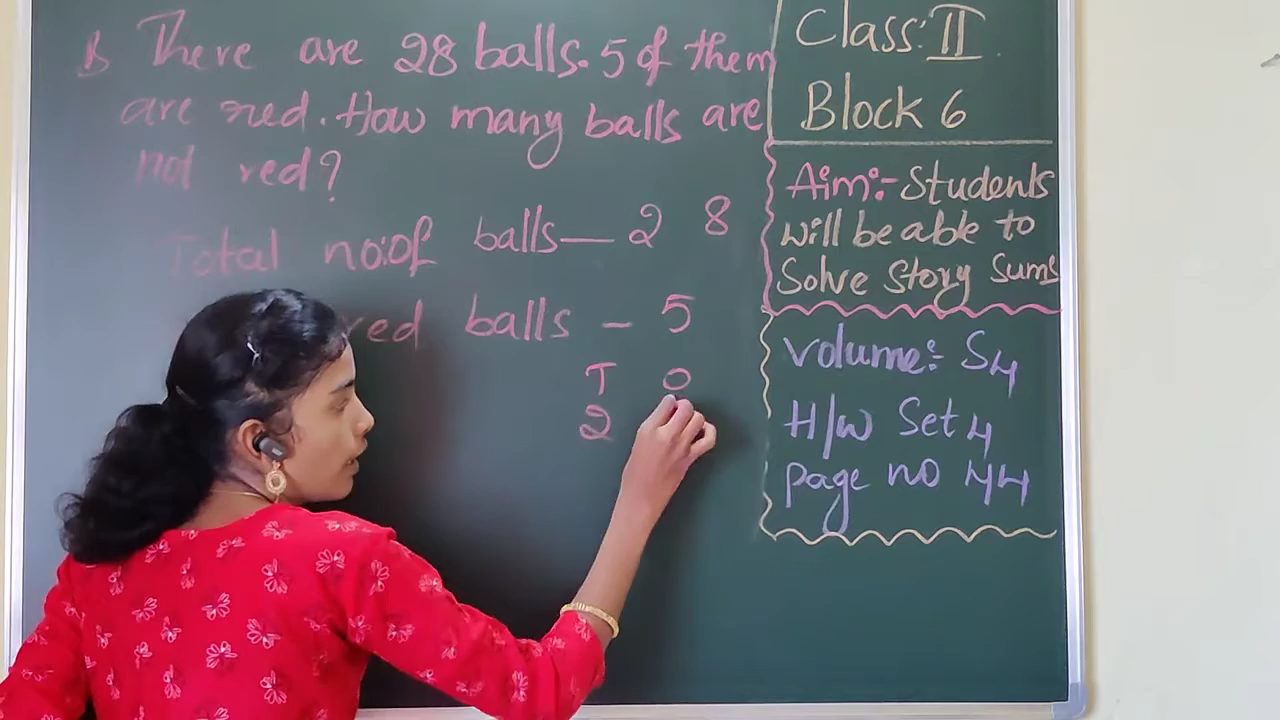 There are 28 balls. 5 of them
are red. How many balls are
not red?
Total no:of balls — 2 8
red balls – 5
T O
2
Class: II
Block 6
Aim:- Students
will be able to
Solve Story Sums
Volume:- S4
H/W Set 4
page no 44